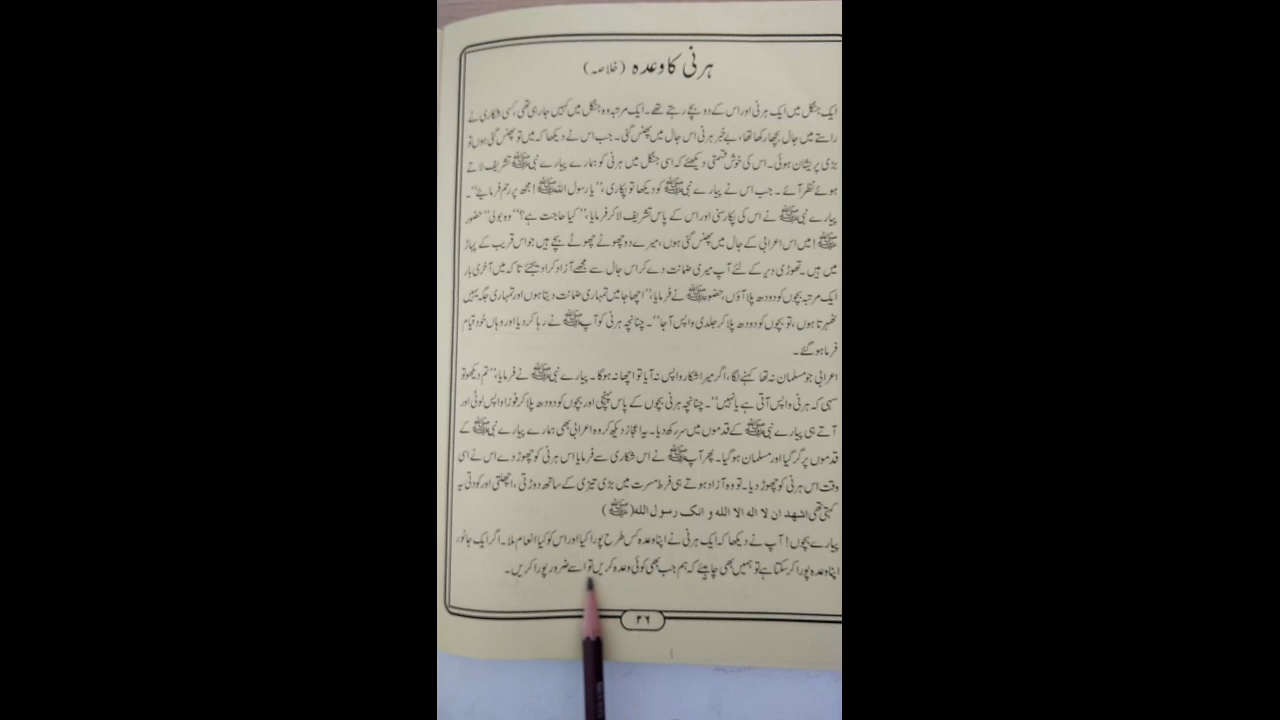 ہرنی کا وعدہ (خلاصہ)
ایک جنگل میں ایک ہرنی اور اس کے دو بچے رہتے تھے۔ ایک مرتبہ وہ جنگل میں کہیں جا رہی تھی، کسی شکاری نے
راستے میں جال بچھا رکھا تھا، بے خبر ہرنی اس جال میں پھنس گئی۔ جب اس نے دیکھا کہ میں تو پھنس گئی ہوں تو
بڑی پریشان ہوئی۔ اس کی خوش قسمتی دیکھئے کہ اسی جنگل میں ہرنی کو ہمارے پیارے نبی ﷺ تشریف لاتے
ہوئے نظر آئے۔ جب اس نے پیارے نبی ﷺ کو دیکھا تو پکاری، ”یا رسول اللہ ﷺ! مجھ پر رحم فرمائیے“۔
پیارے نبی ﷺ نے اس کی پکار سنی اور اس کے پاس تشریف لا کر فرمایا، ”کیا حاجت ہے؟“ وہ بولی ”حضور
ﷺ! میں اس اعرابی کے جال میں پھنس گئی ہوں، میرے دو چھوٹے چھوٹے بچے ہیں جو اس قریب کے پہاڑ
میں ہیں۔ تھوڑی دیر کے لئے آپ میری ضمانت دے کر اس جال سے مجھے آزاد کرا دیجئے تاکہ میں آخری بار
ایک مرتبہ بچوں کو دودھ پلا آؤں، حضور ﷺ نے فرمایا، ”اچھا جا میں تمہاری ضمانت دیتا ہوں اور تمہاری جگہ یہیں
ٹھہرتا ہوں، تو بچوں کو دودھ پلا کر جلدی واپس آ جا“۔ چنانچہ ہرنی کو آپ ﷺ نے رہا کر دیا اور وہاں خود قیام
فرما ہو گئے۔
اعرابی جو مسلمان نہ تھا کہنے لگا، اگر میرا شکار واپس نہ آیا تو اچھا نہ ہوگا۔ پیارے نبی ﷺ نے فرمایا، ”تم دیکھو تو
سہی کہ ہرنی واپس آتی ہے یا نہیں“۔ چنانچہ ہرنی بچوں کے پاس پہنچی اور بچوں کو دودھ پلا کر فوراً واپس لوٹی اور
آتے ہی پیارے نبی ﷺ کے قدموں میں سر رکھ دیا۔ یہ اعجاز دیکھ کر وہ اعرابی بھی ہمارے پیارے نبی ﷺ کے
قدموں پر گر گیا اور مسلمان ہو گیا۔ پھر آپ ﷺ نے اس شکاری سے فرمایا اس ہرنی کو چھوڑ دے اس نے اسی
وقت اس ہرنی کو چھوڑ دیا۔ تو وہ آزاد ہوتے ہی فرط مسرت میں بڑی تیزی کے ساتھ دوڑتی، اچھلتی اور کودتی یہ
کہتی تھی اشهد ان لا اله الا الله و انک رسول الله (ﷺ)
پیارے بچوں! آپ نے دیکھا کہ ایک ہرنی نے اپنا وعدہ کس طرح پورا کیا اور اس کو کیا انعام ملا۔ اگر ایک جانور،
اپنا وعدہ پورا کر سکتا ہے تو ہمیں بھی چاہیئے کہ ہم جب بھی کوئی وعدہ کریں تو اسے ضرور پورا کریں۔
۲۶